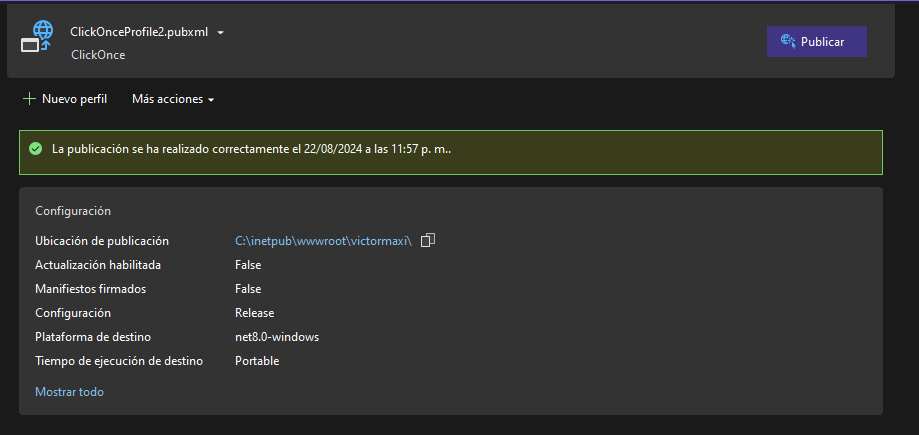 ClickOnceProfile2.pubxml
ClickOnce
Publicar
Nuevo perfil Más acciones
La publicación se ha realizado correctamente el 22/08/2024 a las 11:57 p. m..
Configuración
Ubicación de publicación C:\inetpub\wwwroot\victormaxi\
Actualización habilitada False
Manifiestos firmados False
Configuración Release
Plataforma de destino net8.0-windows
Tiempo de ejecución de destino Portable
Mostrar todo